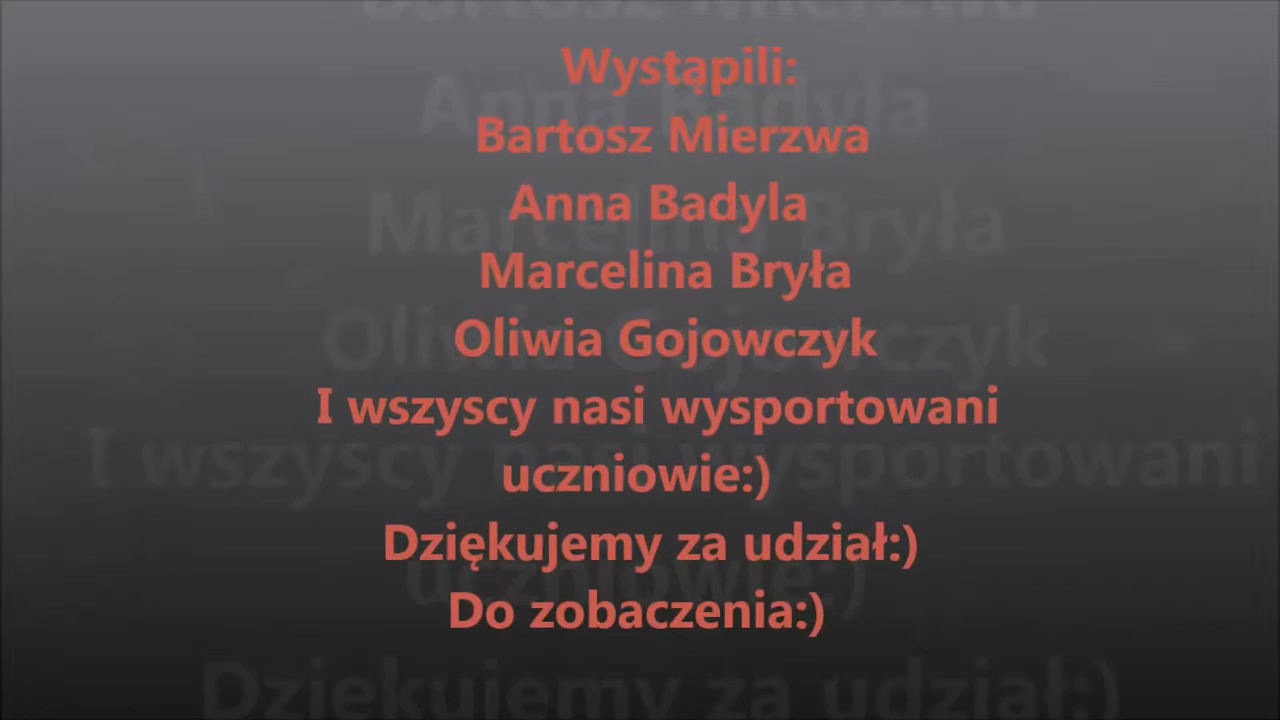 Wystąpili:
Bartosz Mierzwa
Anna Badyla
Marcelina Bryła
Oliwia Gojowczyk
I wszyscy nasi wysportowani
uczniowie:)
Dziękujemy za udział:)
Do zobaczenia:)